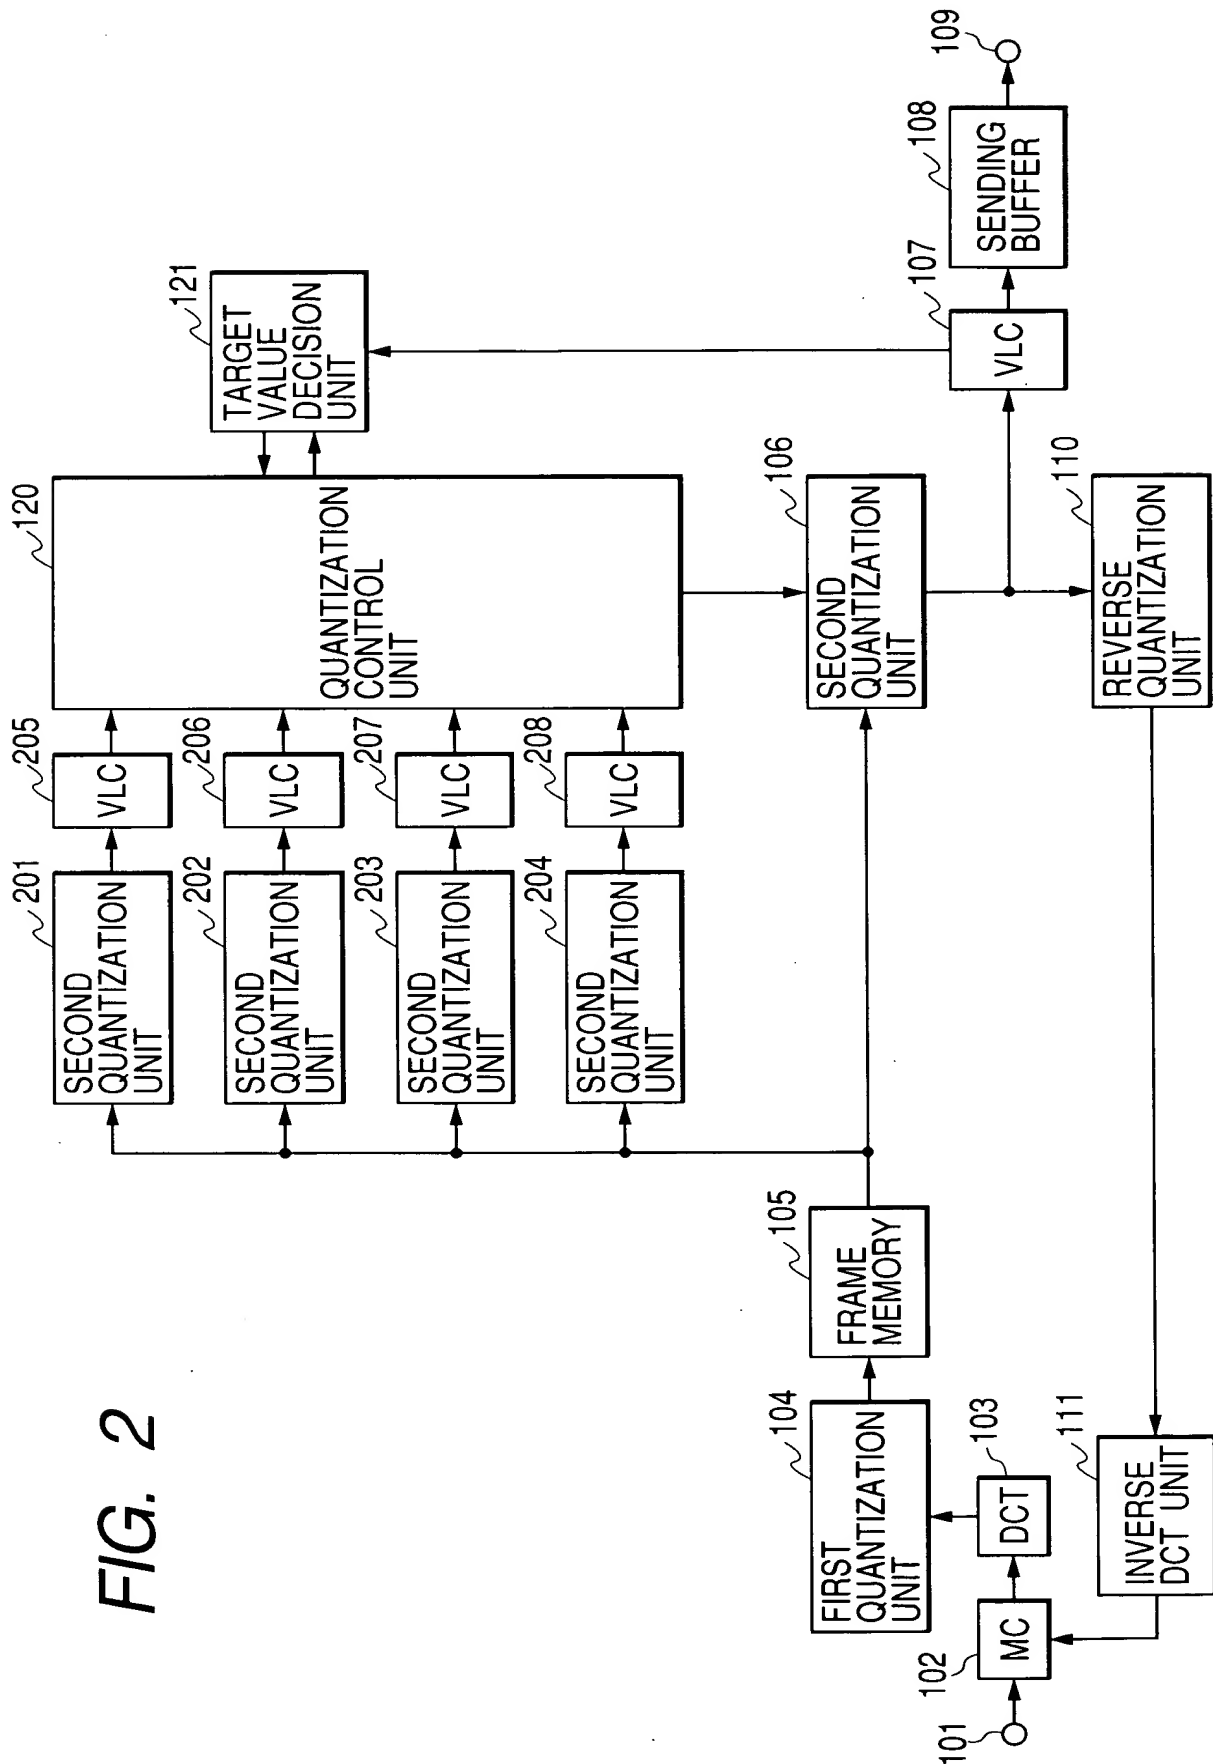 FIG. 2
101
102
MC
103
DCT
104
FIRST
QUANTIZATION
UNIT
105
FRAME
MEMORY
201
SECOND
QUANTIZATION
UNIT
202
SECOND
QUANTIZATION
UNIT
203
SECOND
QUANTIZATION
UNIT
204
SECOND
QUANTIZATION
UNIT
205
VLC
206
VLC
207
VLC
208
VLC
120
QUANTIZATION
CONTROL
UNIT
121
TARGET
VALUE
DECISION
UNIT
106
SECOND
QUANTIZATION
UNIT
107
VLC
108
SENDING
BUFFER
109
110
REVERSE
QUANTIZATION
UNIT
111
INVERSE
DCT UNIT